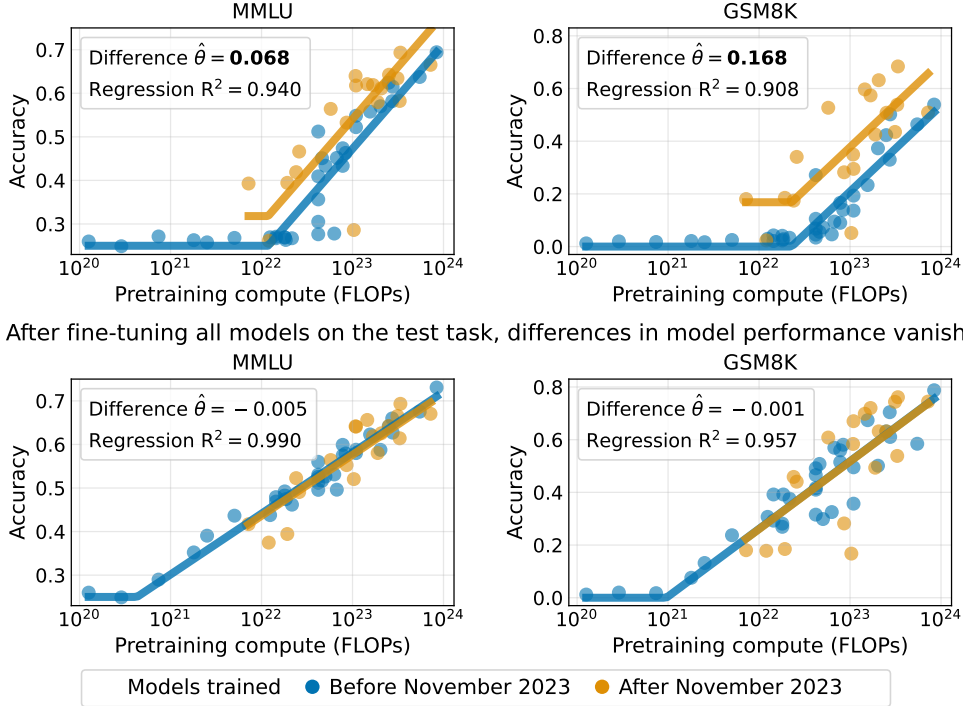 MMLU
GSM8K
Difference θ̂ = 0.068
Regression R² = 0.940
Difference θ̂ = 0.168
Regression R² = 0.908
Accuracy
0.7
0.6
0.5
0.4
0.3
10²⁰ 10²¹ 10²² 10²³ 10²⁴
Pretraining compute (FLOPs)
Accuracy
0.8
0.6
0.4
0.2
0.0
10²⁰ 10²¹ 10²² 10²³ 10²⁴
Pretraining compute (FLOPs)
After fine-tuning all models on the test task, differences in model performance vanish
MMLU
GSM8K
Difference θ̂ = −0.005
Regression R² = 0.990
Difference θ̂ = −0.001
Regression R² = 0.957
Accuracy
0.7
0.6
0.5
0.4
0.3
10²⁰ 10²¹ 10²² 10²³ 10²⁴
Pretraining compute (FLOPs)
Accuracy
0.8
0.6
0.4
0.2
0.0
10²⁰ 10²¹ 10²² 10²³ 10²⁴
Pretraining compute (FLOPs)
Models trained Before November 2023 After November 2023